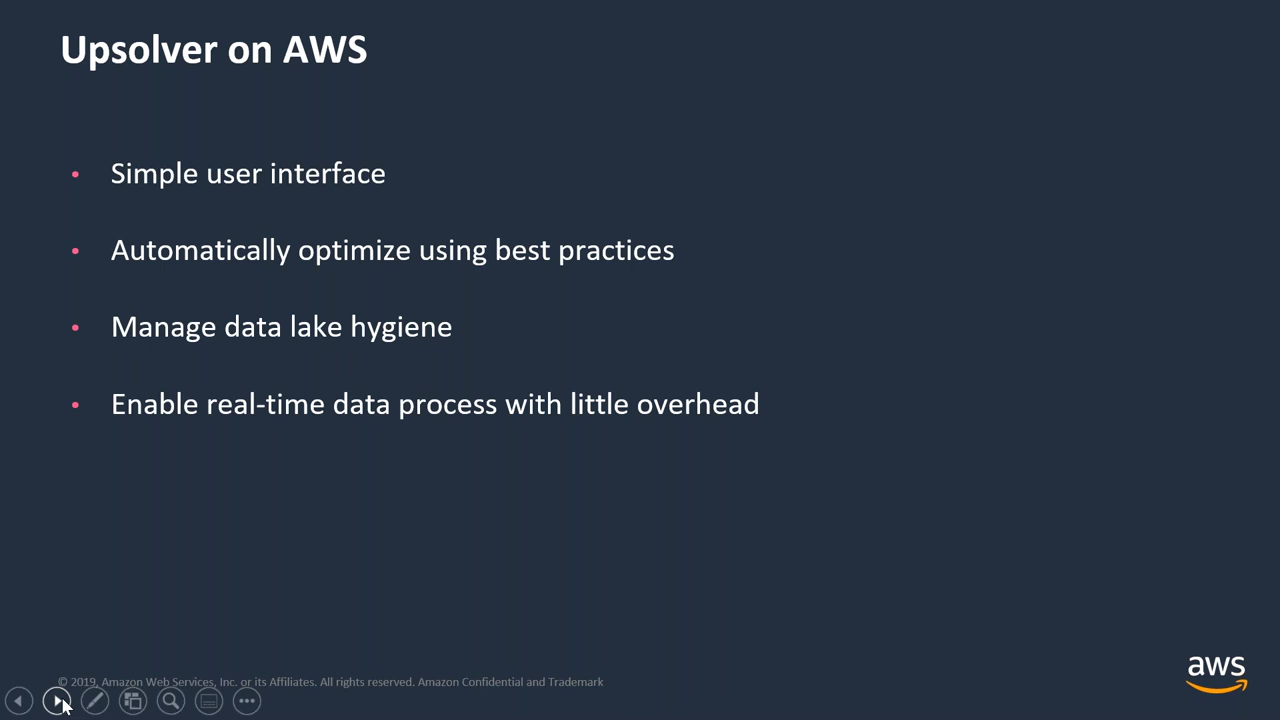 Upsolver on AWS
• Simple user interface
• Automatically optimize using best practices
• Manage data lake hygiene
• Enable real-time data process with little overhead
© 2019, Amazon Web Services, Inc. or its Affiliates. All rights reserved. Amazon Confidential and Trademark
aws